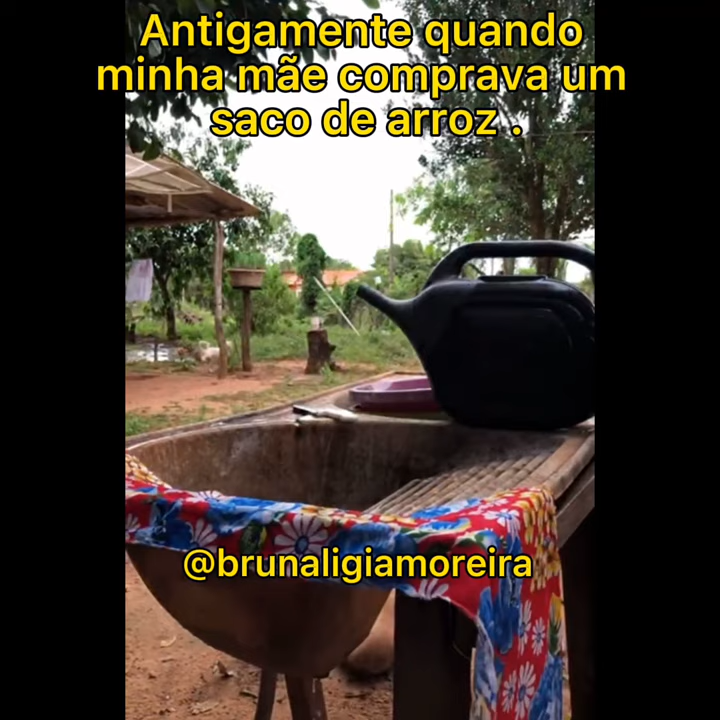 Antigamente quando
minha mãe comprava um
saco de arroz .
@brunaligiamoreira